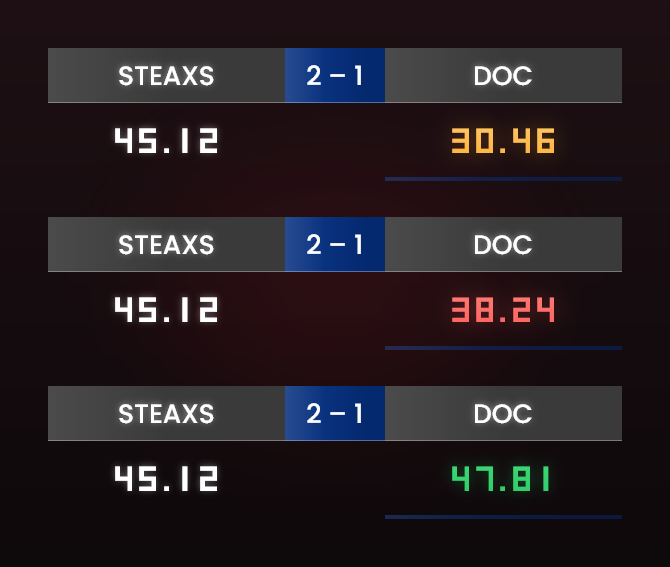 STEAXS 2 – 1 DOC
45.12 30.46
STEAXS 2 – 1 DOC
45.12 38.24
STEAXS 2 – 1 DOC
45.12 47.81